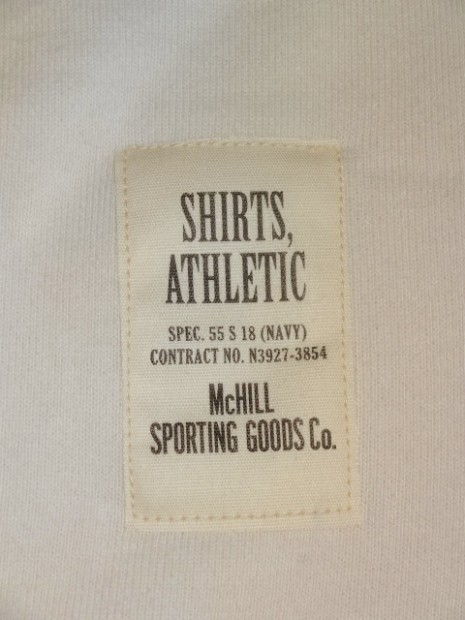 SHIRTS,
ATHLETIC
SPEC. 55 S 18 (NAVY)
CONTRACT NO. N3927-3854
McHILL
SPORTING GOODS Co.